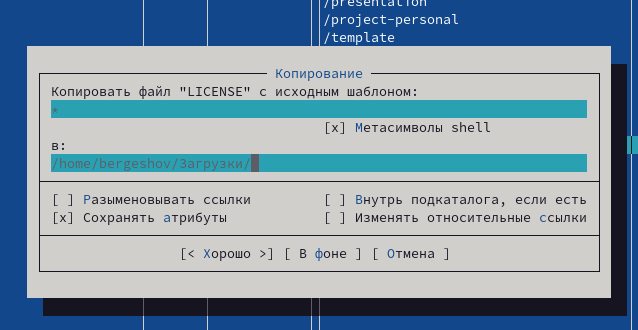 /presentation
/project-personal
/template
Копирование
Копировать файл "LICENSE" с исходным шаблоном:
*
[x] Метасимволы shell
в:
/home/bergeshov/Загрузки/
[ ] Разыменовывать ссылки [ ] Внутрь подкаталога, если есть
[x] Сохранять атрибуты [ ] Изменять относительные ссылки
[< Хорошо >] [ В фоне ] [ Отмена ]